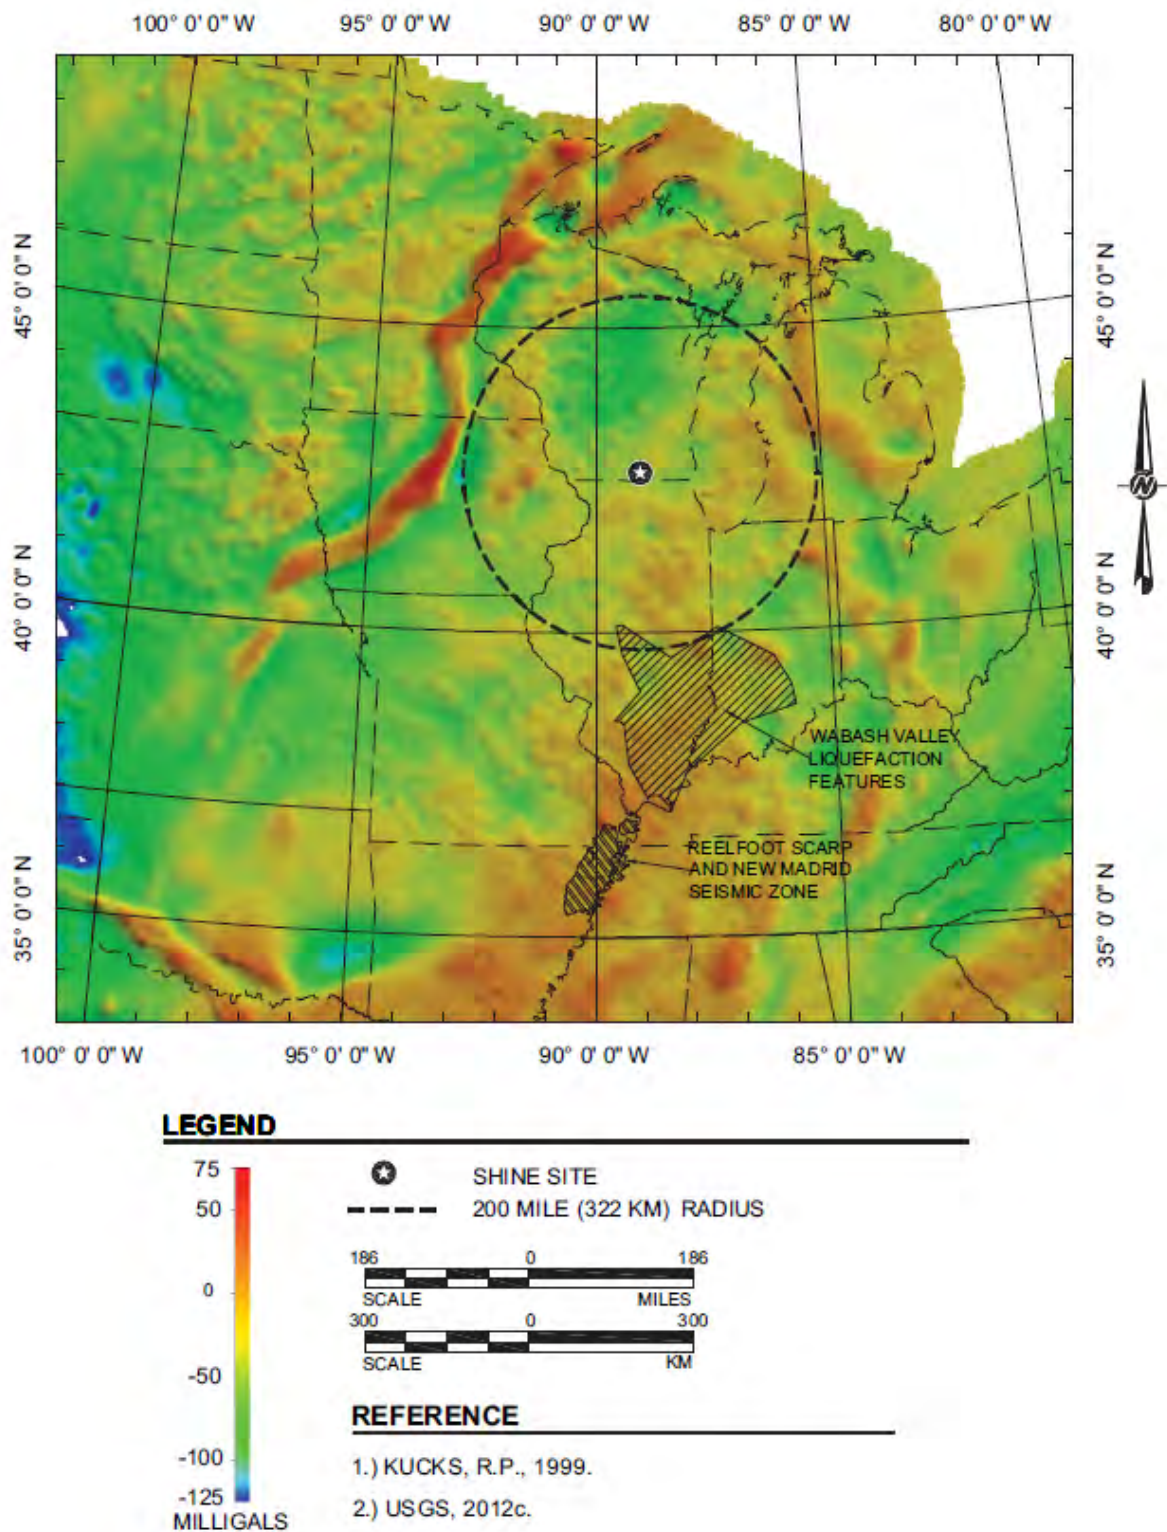 100° 0' 0" W 95° 0' 0" W 90° 0' 0" W 85° 0' 0" W 80° 0' 0" W
45° 0' 0" N
45° 0' 0" N
N
40° 0' 0" N
40° 0' 0" N
WABASH VALLEY
LIQUEFACTION
FEATURES
REELFOOT SCARP
AND NEW MADRID
SEISMIC ZONE
35° 0' 0" N
35° 0' 0" N
100° 0' 0" W 95° 0' 0" W 90° 0' 0" W 85° 0' 0" W
LEGEND
75
50
0
-50
-100
-125
MILLIGALS
SHINE SITE
200 MILE (322 KM) RADIUS
186 0 186
SCALE MILES
300 0 300
SCALE KM
REFERENCE
1.) KUCKS, R.P., 1999.
2.) USGS, 2012c.